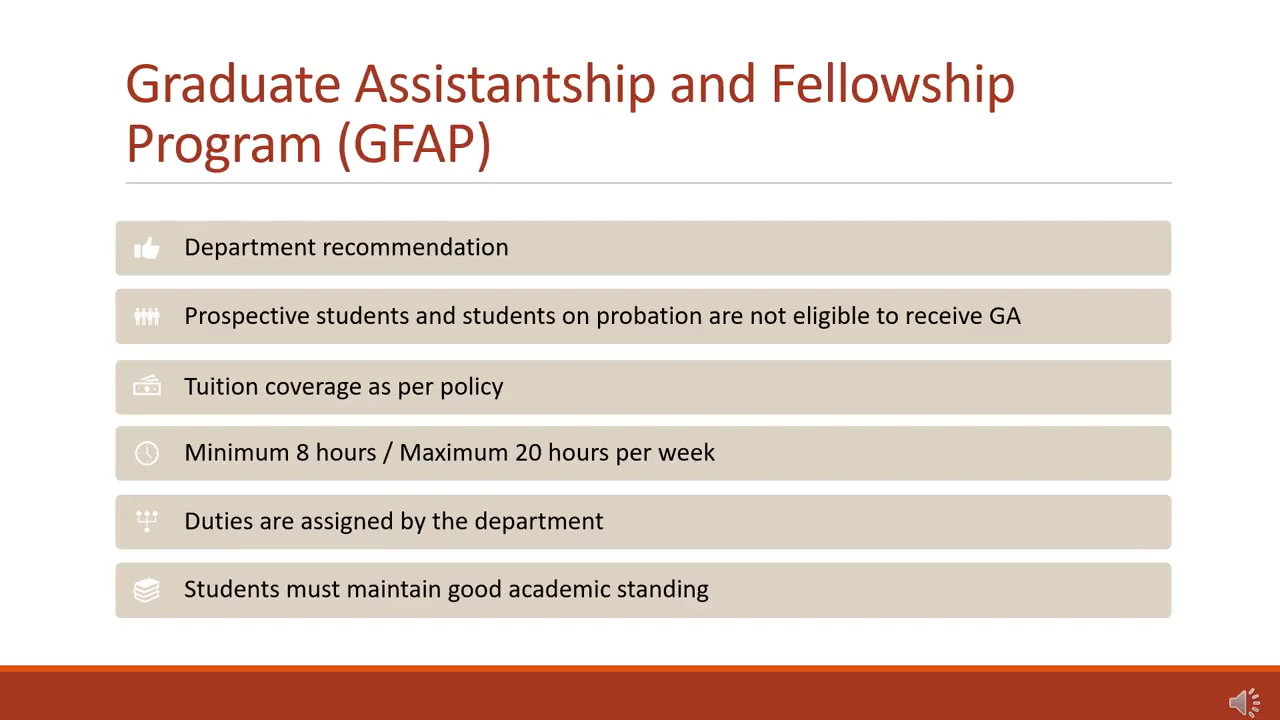 Graduate Assistantship and Fellowship
Program (GFAP)
Department recommendation
Prospective students and students on probation are not eligible to receive GA
Tuition coverage as per policy
Minimum 8 hours / Maximum 20 hours per week
Duties are assigned by the department
Students must maintain good academic standing